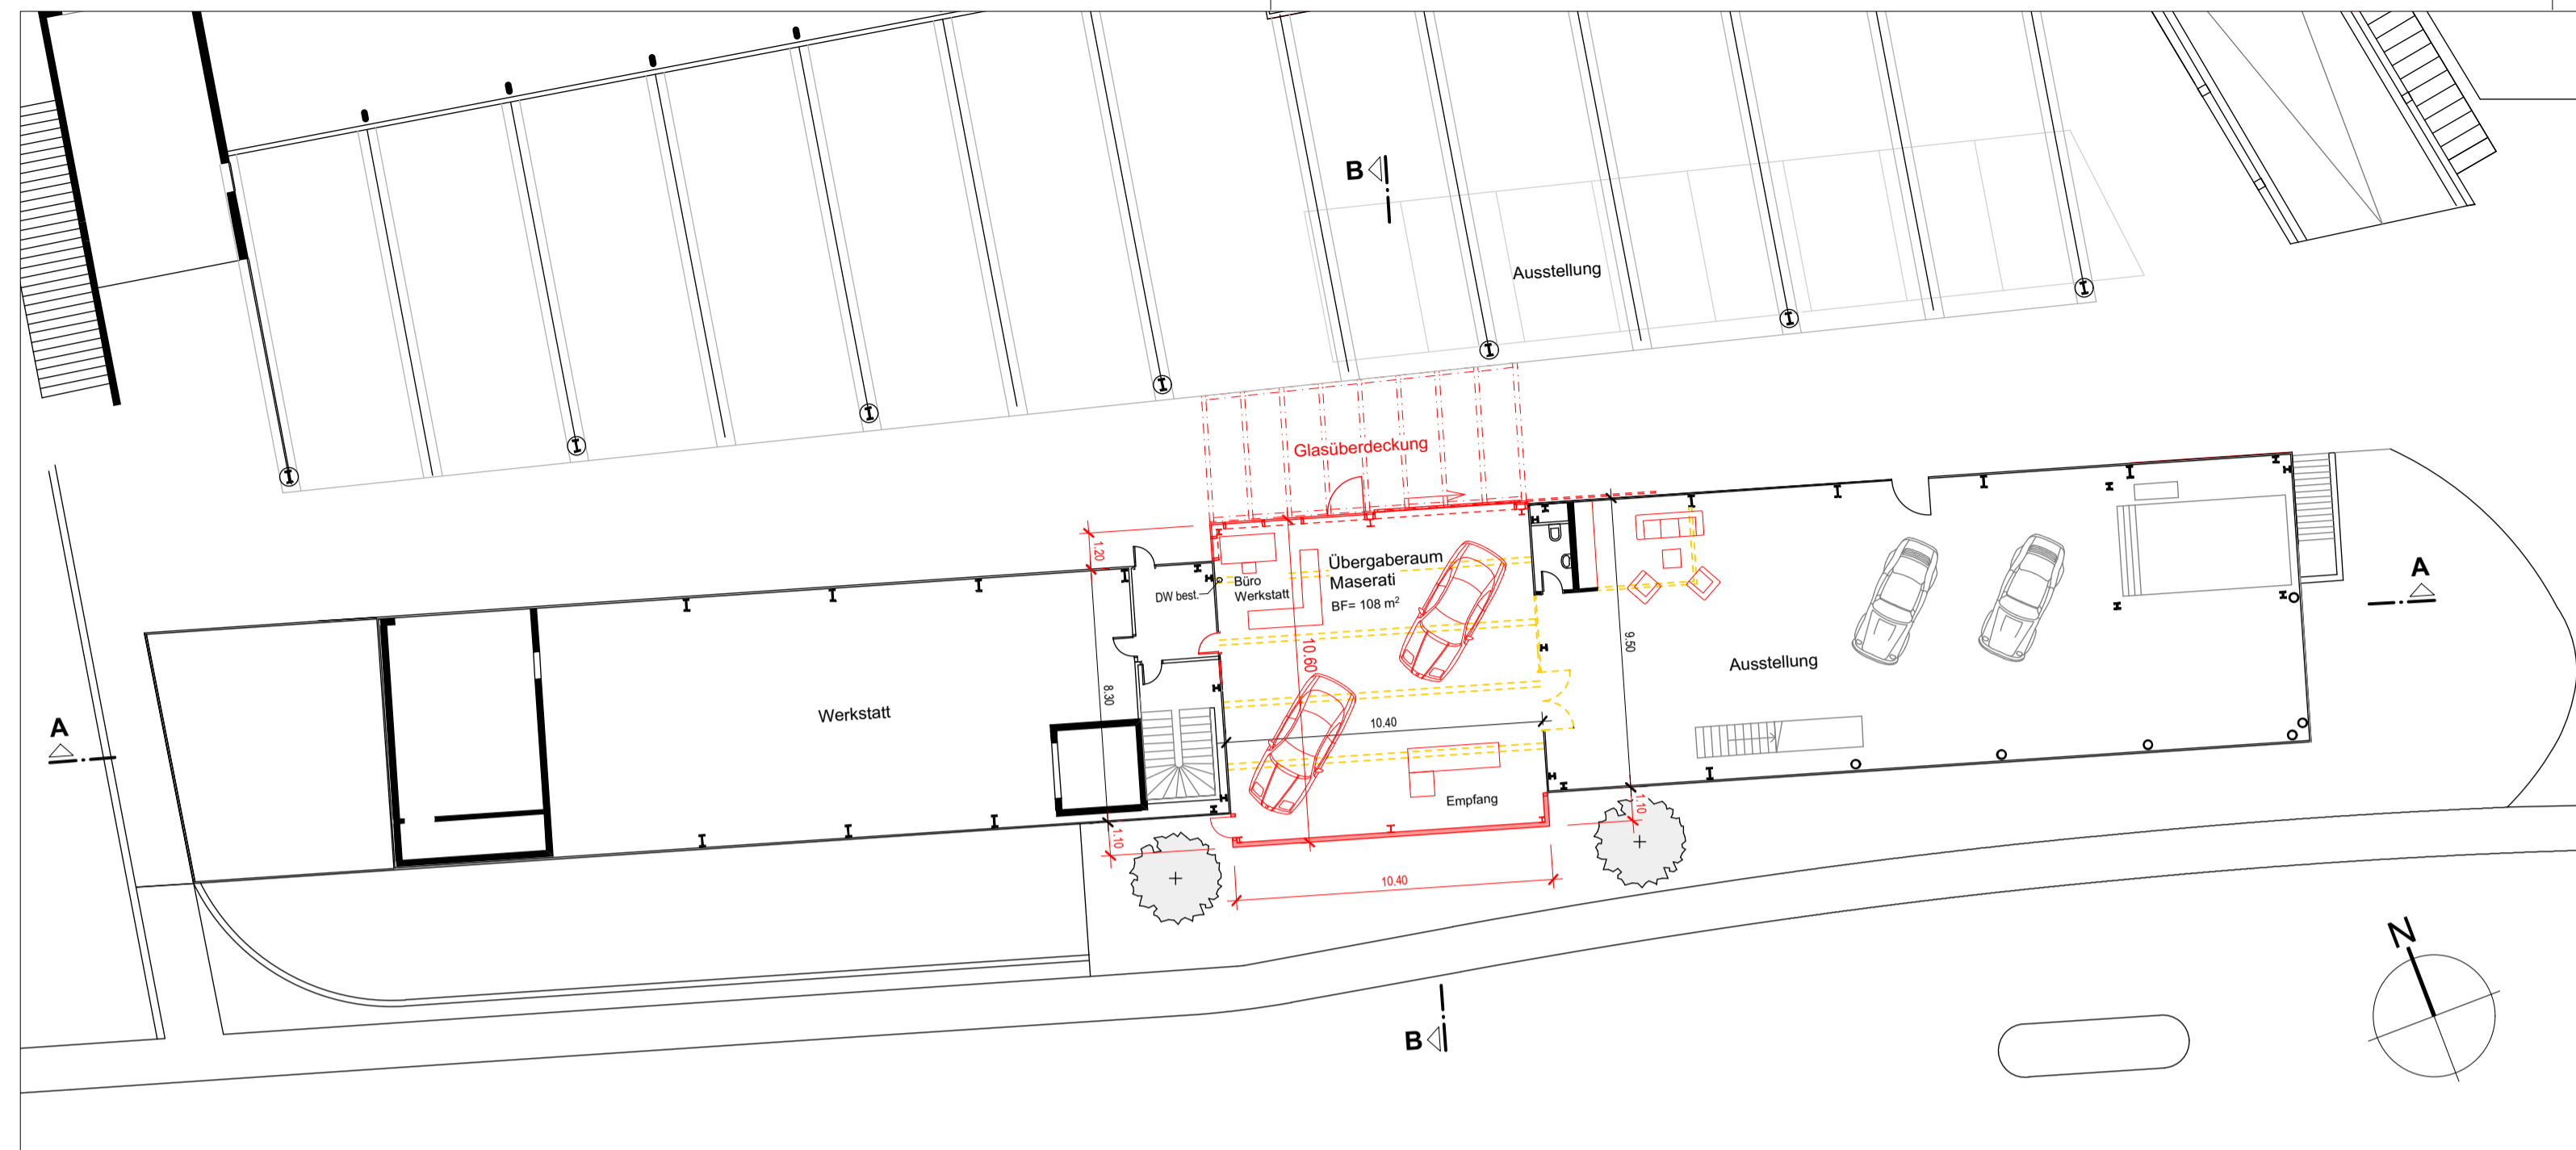 B
Ausstellung
Glasüberdeckung
1.20
Übergaberaum
Maserati
BF= 108 m²
Büro
Werkstatt
DW best.
A
9.50
10.60
Ausstellung
8.30
Werkstatt
A
10.40
Empfang
1.10
1.10
10.40
N
B